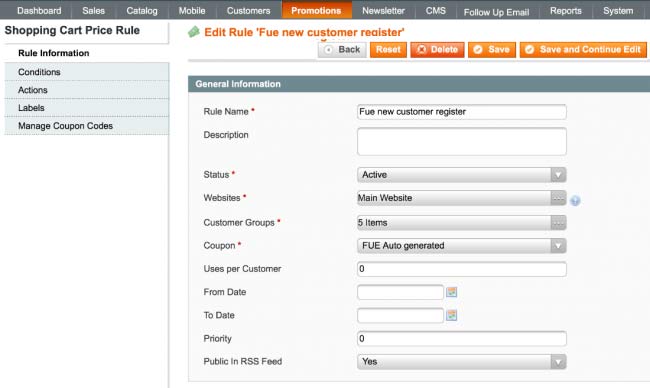 Dashboard Sales Catalog Mobile Customers Promotions Newsletter CMS Follow Up Email Reports System
Shopping Cart Price Rule
Rule Information
Conditions
Actions
Labels
Manage Coupon Codes
Edit Rule 'Fue new customer register'
Back Reset Delete Save Save and Continue Edit
General Information
Rule Name * Fue new customer register
Description
Status * Active
Websites * Main Website
Customer Groups * 5 Items
Coupon * FUE Auto generated
Uses per Customer 0
From Date
To Date
Priority 0
Public In RSS Feed Yes